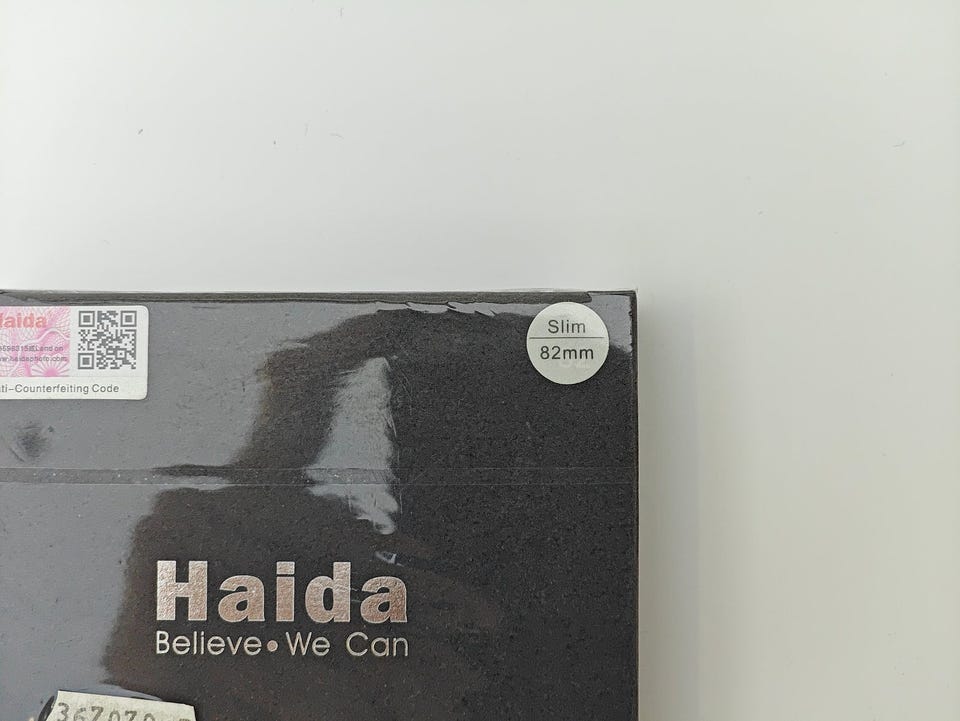 Haida
Anti-Counterfeiting Code
Slim
82mm
Haida
Believe • We Can